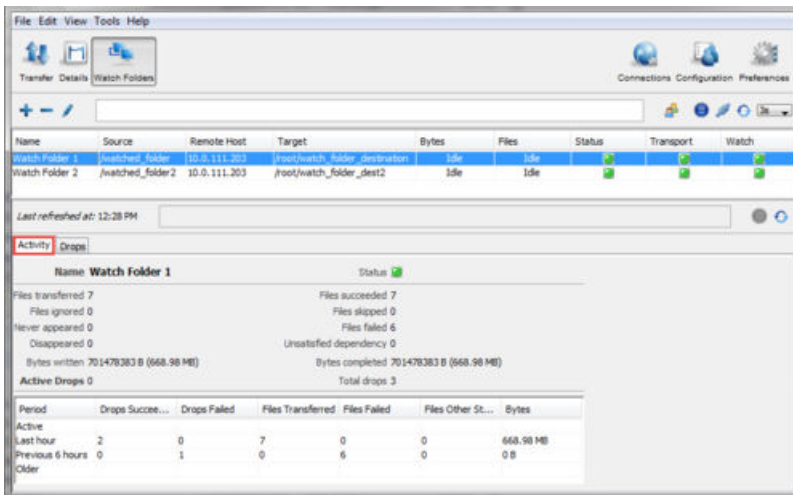 File Edit View Tools Help
Transfer Details Watch Folders Connections Configuration Preferences
3s
Name Source Remote Host Target Bytes Files Status Transport Watch
Watch Folder 1 /watched_folder 10.0.111.203 /root/watch_folder_destination Idle Idle
Watch Folder 2 /watched_folder2 10.0.111.203 /root/watch_folder_dest2 Idle Idle
Last refreshed at: 12:28 PM
Activity Drops
Name Watch Folder 1 Status
Files transferred 7 Files succeeded 7
Files ignored 0 Files skipped 0
Never appeared 0 Files failed 6
Disappeared 0 Unsatisfied dependency 0
Bytes written 701478383 B (668.98 MB) Bytes completed 701478383 B (668.98 MB)
Active Drops 0 Total drops 3
Period Drops Succee... Drops Failed Files Transferred Files Failed Files Other St... Bytes
Active
Last hour 2 0 7 0 0 668.98 MB
Previous 6 hours 0 1 0 6 0 0 B
Older